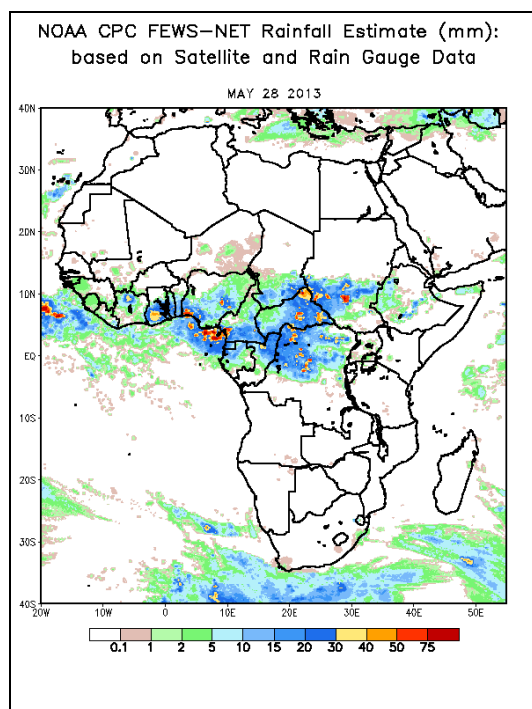 NOAA CPC FEWS-NET Rainfall Estimate (mm):
based on Satellite and Rain Gauge Data
MAY 28 2013
40N
30N
20N
10N
EQ
10S
20S
30S
40S
20W 10W 0 10E 20E 30E 40E 50E
0.1 1 2 5 10 15 20 30 40 50 75